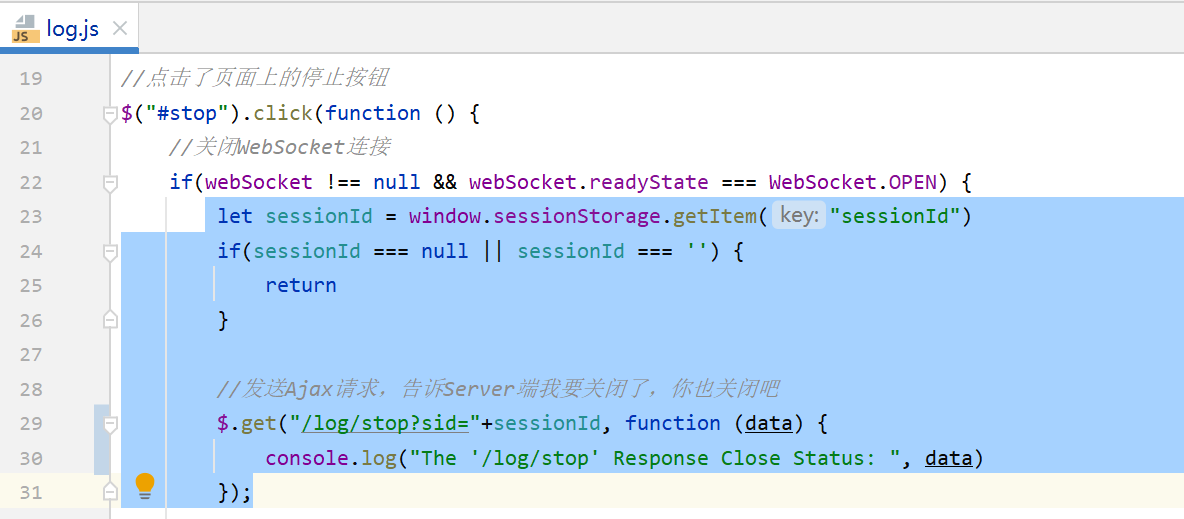 JS log.js
19 //点击了页面上的停止按钮
20 $("#stop").click(function () {
21 //关闭WebSocket连接
22 if(webSocket !== null && webSocket.readyState === WebSocket.OPEN) {
23 let sessionId = window.sessionStorage.getItem( key: "sessionId")
24 if(sessionId === null || sessionId === '') {
25 return
26 }
27
28 //发送Ajax请求，告诉Server端我要关闭了，你也关闭吧
29 $.get("/log/stop?sid="+sessionId, function (data) {
30 console.log("The '/log/stop' Response Close Status: ", data)
31 });